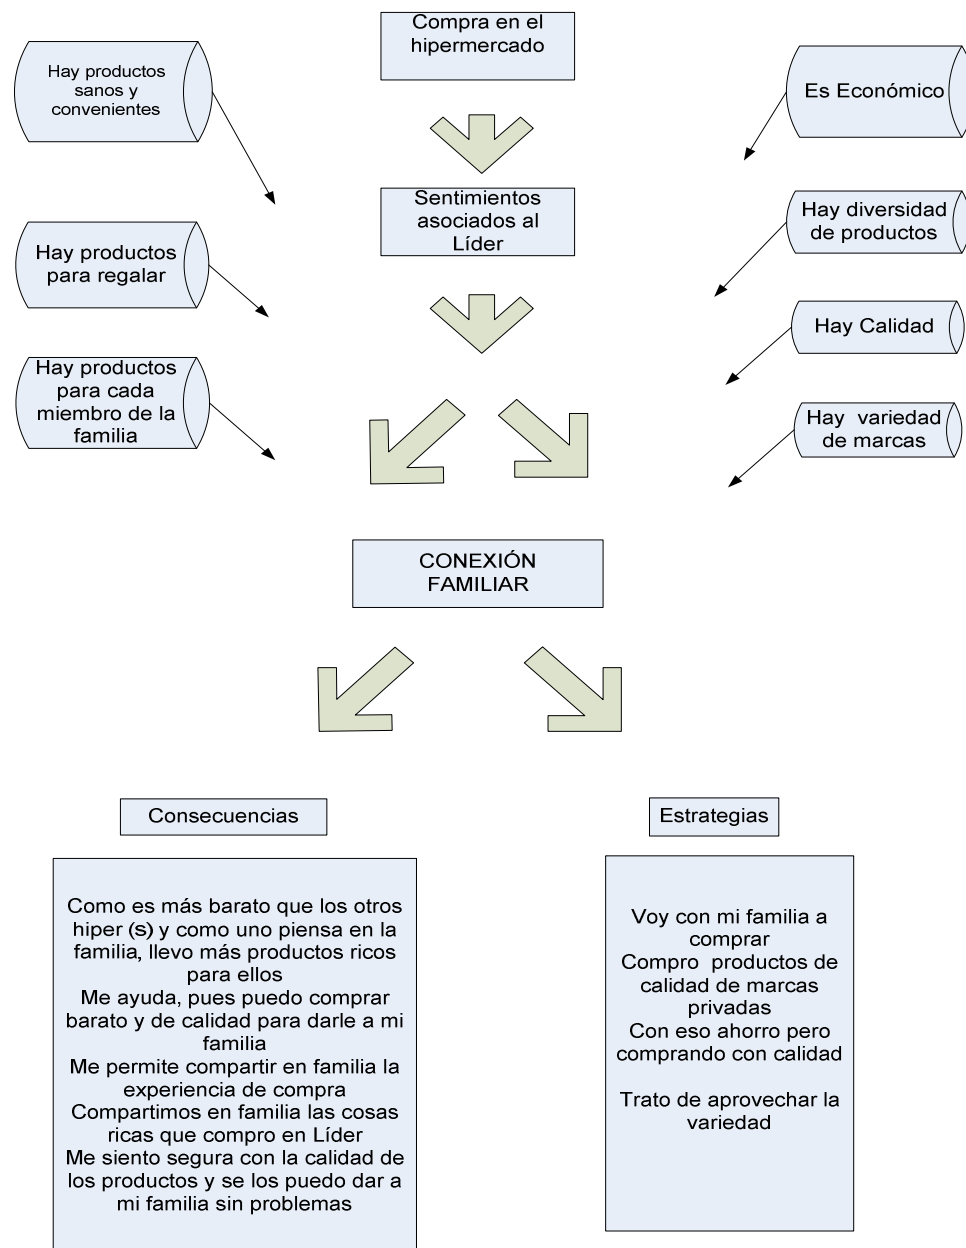 Compra en el
hipermercado
Hay productos
sanos y
convenientes
Es Económico
Sentimientos
asociados al
Líder
Hay diversidad
de productos
Hay productos
para regalar
Hay Calidad
Hay productos
para cada
miembro de la
familia
Hay variedad
de marcas
CONEXIÓN
FAMILIAR
Consecuencias
Como es más barato que los otros
hiper (s) y como uno piensa en la
familia, llevo más productos ricos
para ellos
Me ayuda, pues puedo comprar
barato y de calidad para darle a mi
familia
Me permite compartir en familia la
experiencia de compra
Compartimos en familia las cosas
ricas que compro en Líder
Me siento segura con la calidad de
los productos y se los puedo dar a
mi familia sin problemas
Estrategias
Voy con mi familia a
comprar
Compro productos de
calidad de marcas
privadas
Con eso ahorro pero
comprando con calidad
Trato de aprovechar la
variedad